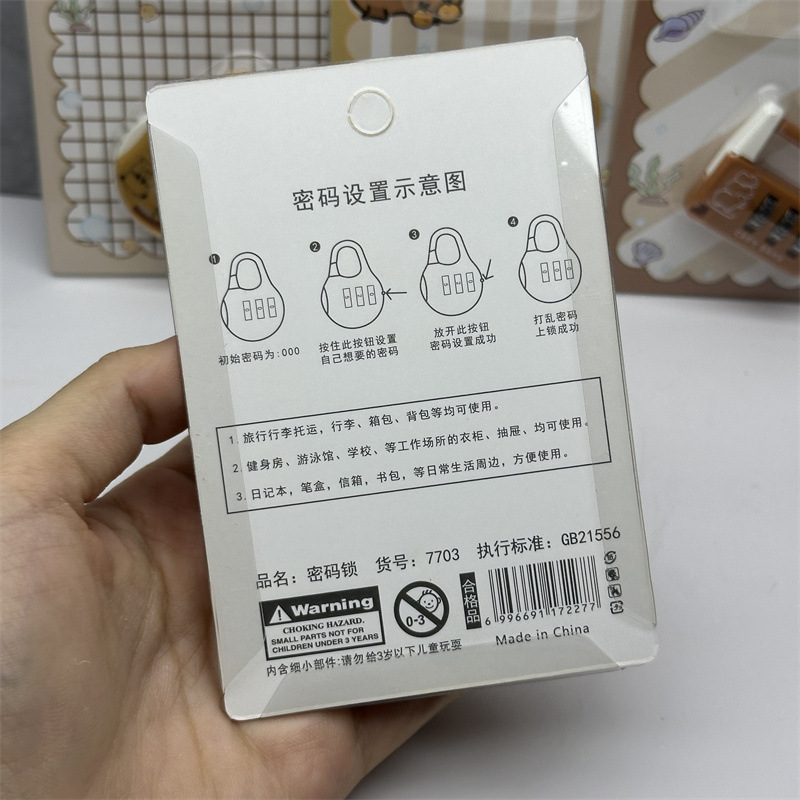 密码设置示意图
1
2
3
4
初始密码为:000
按住此按钮设置
自己想要的密码
放开此按钮
密码设置成功
打乱密码
上锁成功
1.旅行行李托运，行李、箱包、背包等均可使用。
2.健身房、游泳馆、学校、等工作场所的衣柜、抽屉、均可使用。
3.日记本，笔盒，信箱，书包，等日常生活周边，方便使用。
品名：密码锁 货号：7703 执行标准：GB21556
Warning
CHOKING HAZARD.
SMALL PARTS NOT FOR
CHILDREN UNDER 3 YEARS
0-3
合格品
6 996691 172277
Made in China
内含细小部件:请勿给3岁以下儿童玩耍